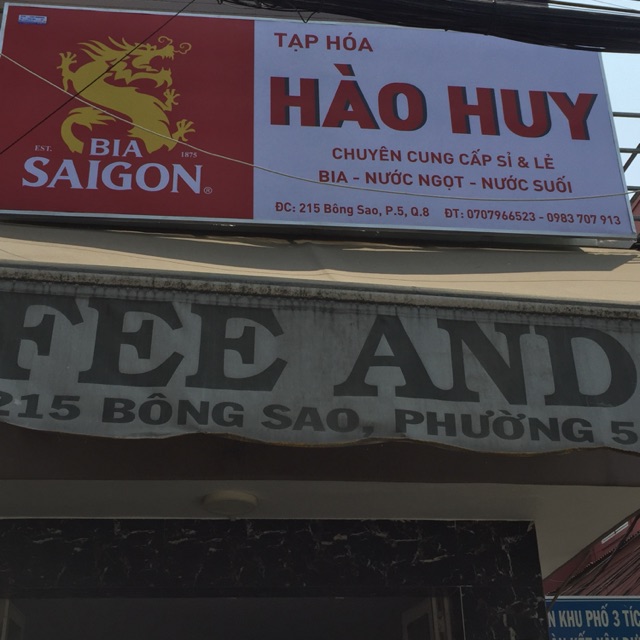 EST. 1875
BIA
SAIGON®
TẠP HÓA
HÀO HUY
CHUYÊN CUNG CẤP SỈ & LẺ
BIA - NƯỚC NGỌT - NƯỚC SUỐI
ĐC: 215 Bông Sao, P.5, Q.8 ĐT: 0707966523 - 0983 707 913
FEE AND
215 BÔNG SAO, PHƯỜNG 5
N KHU PHỐ 3 TÍC